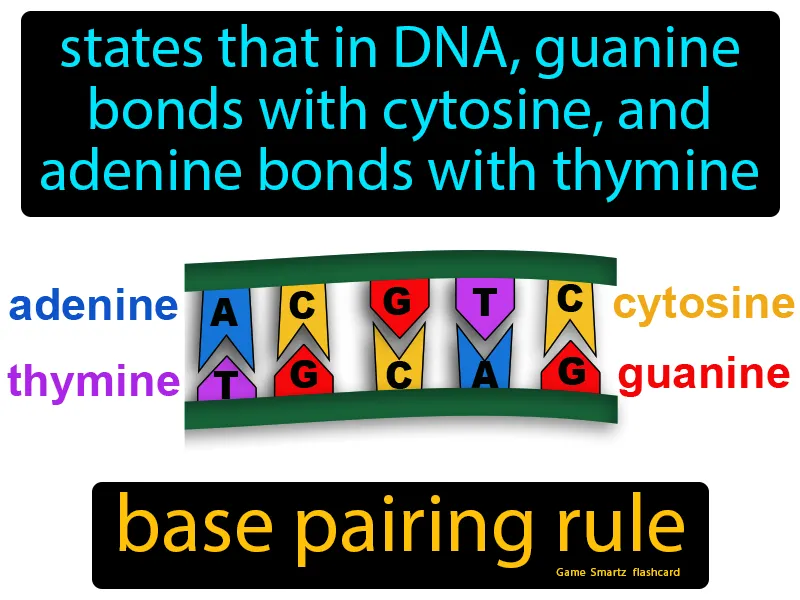 states that in DNA, guanine
bonds with cytosine, and
adenine bonds with thymine
adenine A C G T C cytosine
thymine T G C A G guanine
base pairing rule
Game Smartz flashcard